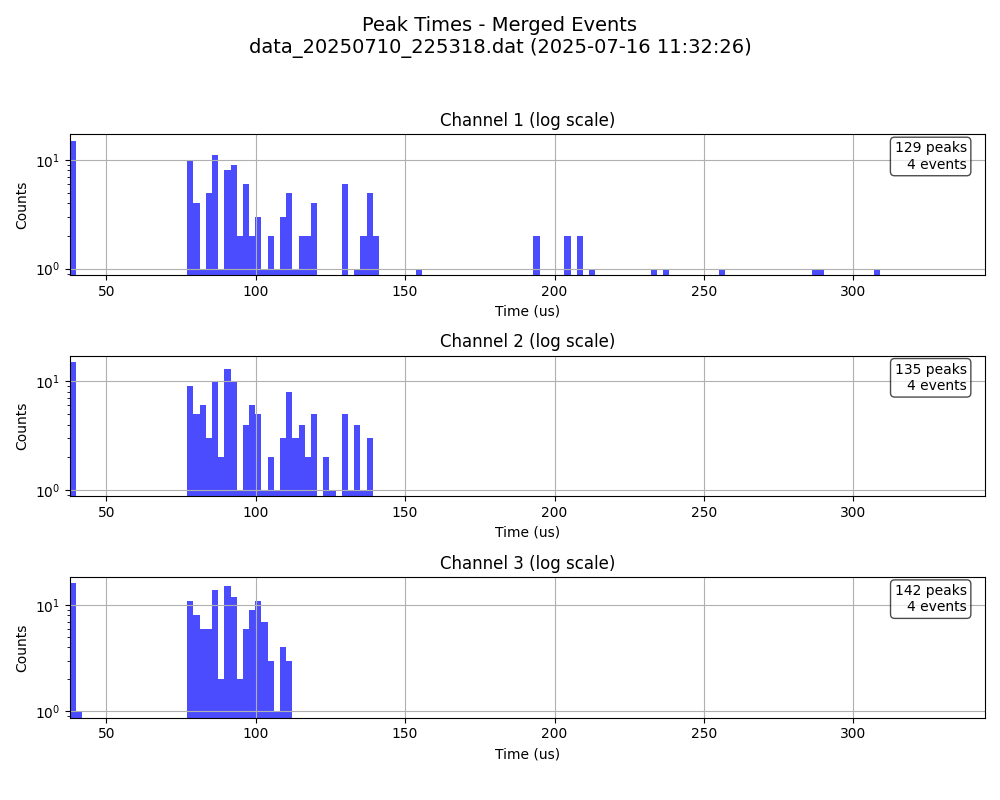 Peak Times - Merged Events
data_20250710_225318.dat (2025-07-16 11:32:26)
Channel 1 (log scale)
129 peaks
4 events
10¹
10⁰
Counts
50 100 150 200 250 300
Time (us)
Channel 2 (log scale)
135 peaks
4 events
10¹
10⁰
Counts
50 100 150 200 250 300
Time (us)
Channel 3 (log scale)
142 peaks
4 events
10¹
10⁰
Counts
50 100 150 200 250 300
Time (us)